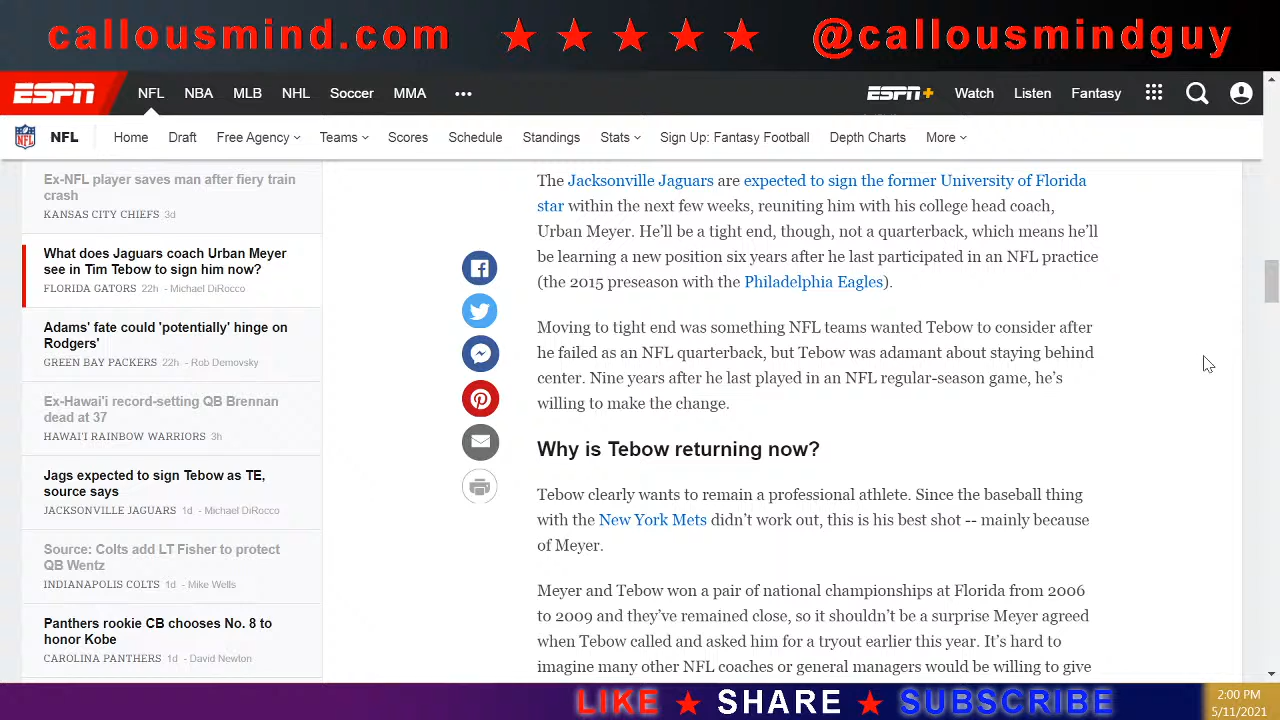 callousmind.com ★ ★ ★ ★ ★ @callousmindguy
ESPN NFL NBA MLB NHL Soccer MMA ••• ESPN+ Watch Listen Fantasy
NFL Home Draft Free Agency Teams Scores Schedule Standings Stats Sign Up: Fantasy Football Depth Charts More
Ex-NFL player saves man after fiery train
crash
KANSAS CITY CHIEFS 3d
What does Jaguars coach Urban Meyer
see in Tim Tebow to sign him now?
FLORIDA GATORS 22h - Michael DiRocco
Adams' fate could 'potentially' hinge on
Rodgers'
GREEN BAY PACKERS 22h - Rob Demovsky
Ex-Hawai'i record-setting QB Brennan
dead at 37
HAWAI'I RAINBOW WARRIORS 3h
Jags expected to sign Tebow as TE,
source says
JACKSONVILLE JAGUARS 1d - Michael DiRocco
Source: Colts add LT Fisher to protect
QB Wentz
INDIANAPOLIS COLTS 1d - Mike Wells
Panthers rookie CB chooses No. 8 to
honor Kobe
CAROLINA PANTHERS 1d - David Newton
The Jacksonville Jaguars are expected to sign the former University of Florida
star within the next few weeks, reuniting him with his college head coach,
Urban Meyer. He'll be a tight end, though, not a quarterback, which means he'll
be learning a new position six years after he last participated in an NFL practice
(the 2015 preseason with the Philadelphia Eagles).
Moving to tight end was something NFL teams wanted Tebow to consider after
he failed as an NFL quarterback, but Tebow was adamant about staying behind
center. Nine years after he last played in an NFL regular-season game, he's
willing to make the change.
Why is Tebow returning now?
Tebow clearly wants to remain a professional athlete. Since the baseball thing
with the New York Mets didn't work out, this is his best shot -- mainly because
of Meyer.
Meyer and Tebow won a pair of national championships at Florida from 2006
to 2009 and they've remained close, so it shouldn't be a surprise Meyer agreed
when Tebow called and asked him for a tryout earlier this year. It's hard to
imagine many other NFL coaches or general managers would be willing to give
LIKE ★ SHARE ★ SUBSCRIBE
2:00 PM
5/11/2021